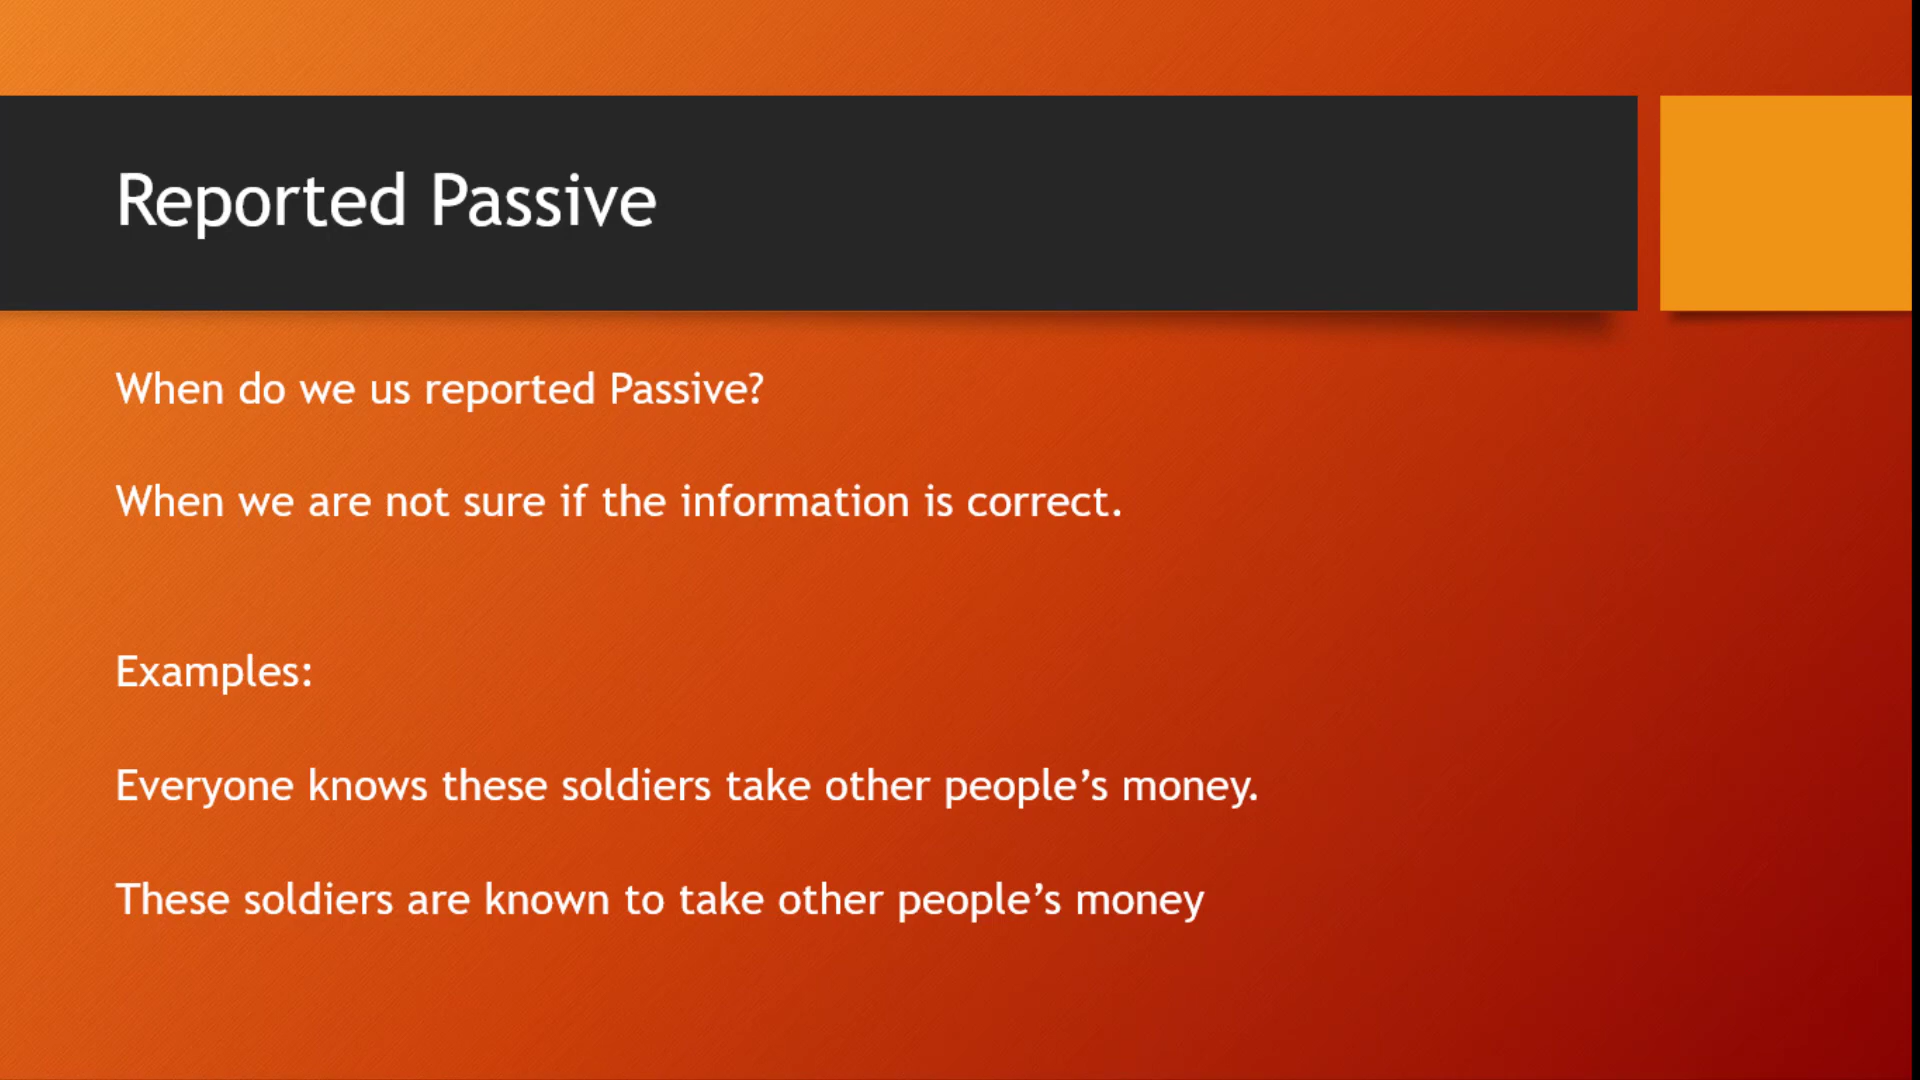 Reported Passive
When do we us reported Passive?
When we are not sure if the information is correct.
Examples:
Everyone knows these soldiers take other people’s money.
These soldiers are known to take other people’s money